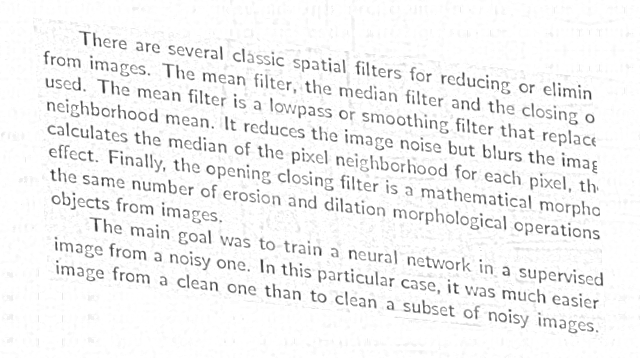 There are several classic spatial filters for reducing or elimin
from images. The mean filter, the median filter and the closing o
used. The mean filter is a lowpass or smoothing filter that replace
neighborhood mean. It reduces the image noise but blurs the imag
calculates the median of the pixel neighborhood for each pixel, th
effect. Finally, the opening closing filter is a mathematical morpho
the same number of erosion and dilation morphological operations
objects from images.
The main goal was to train a neural network in a supervised
image from a noisy one. In this particular case, it was much easier
image from a clean one than to clean a subset of noisy images.